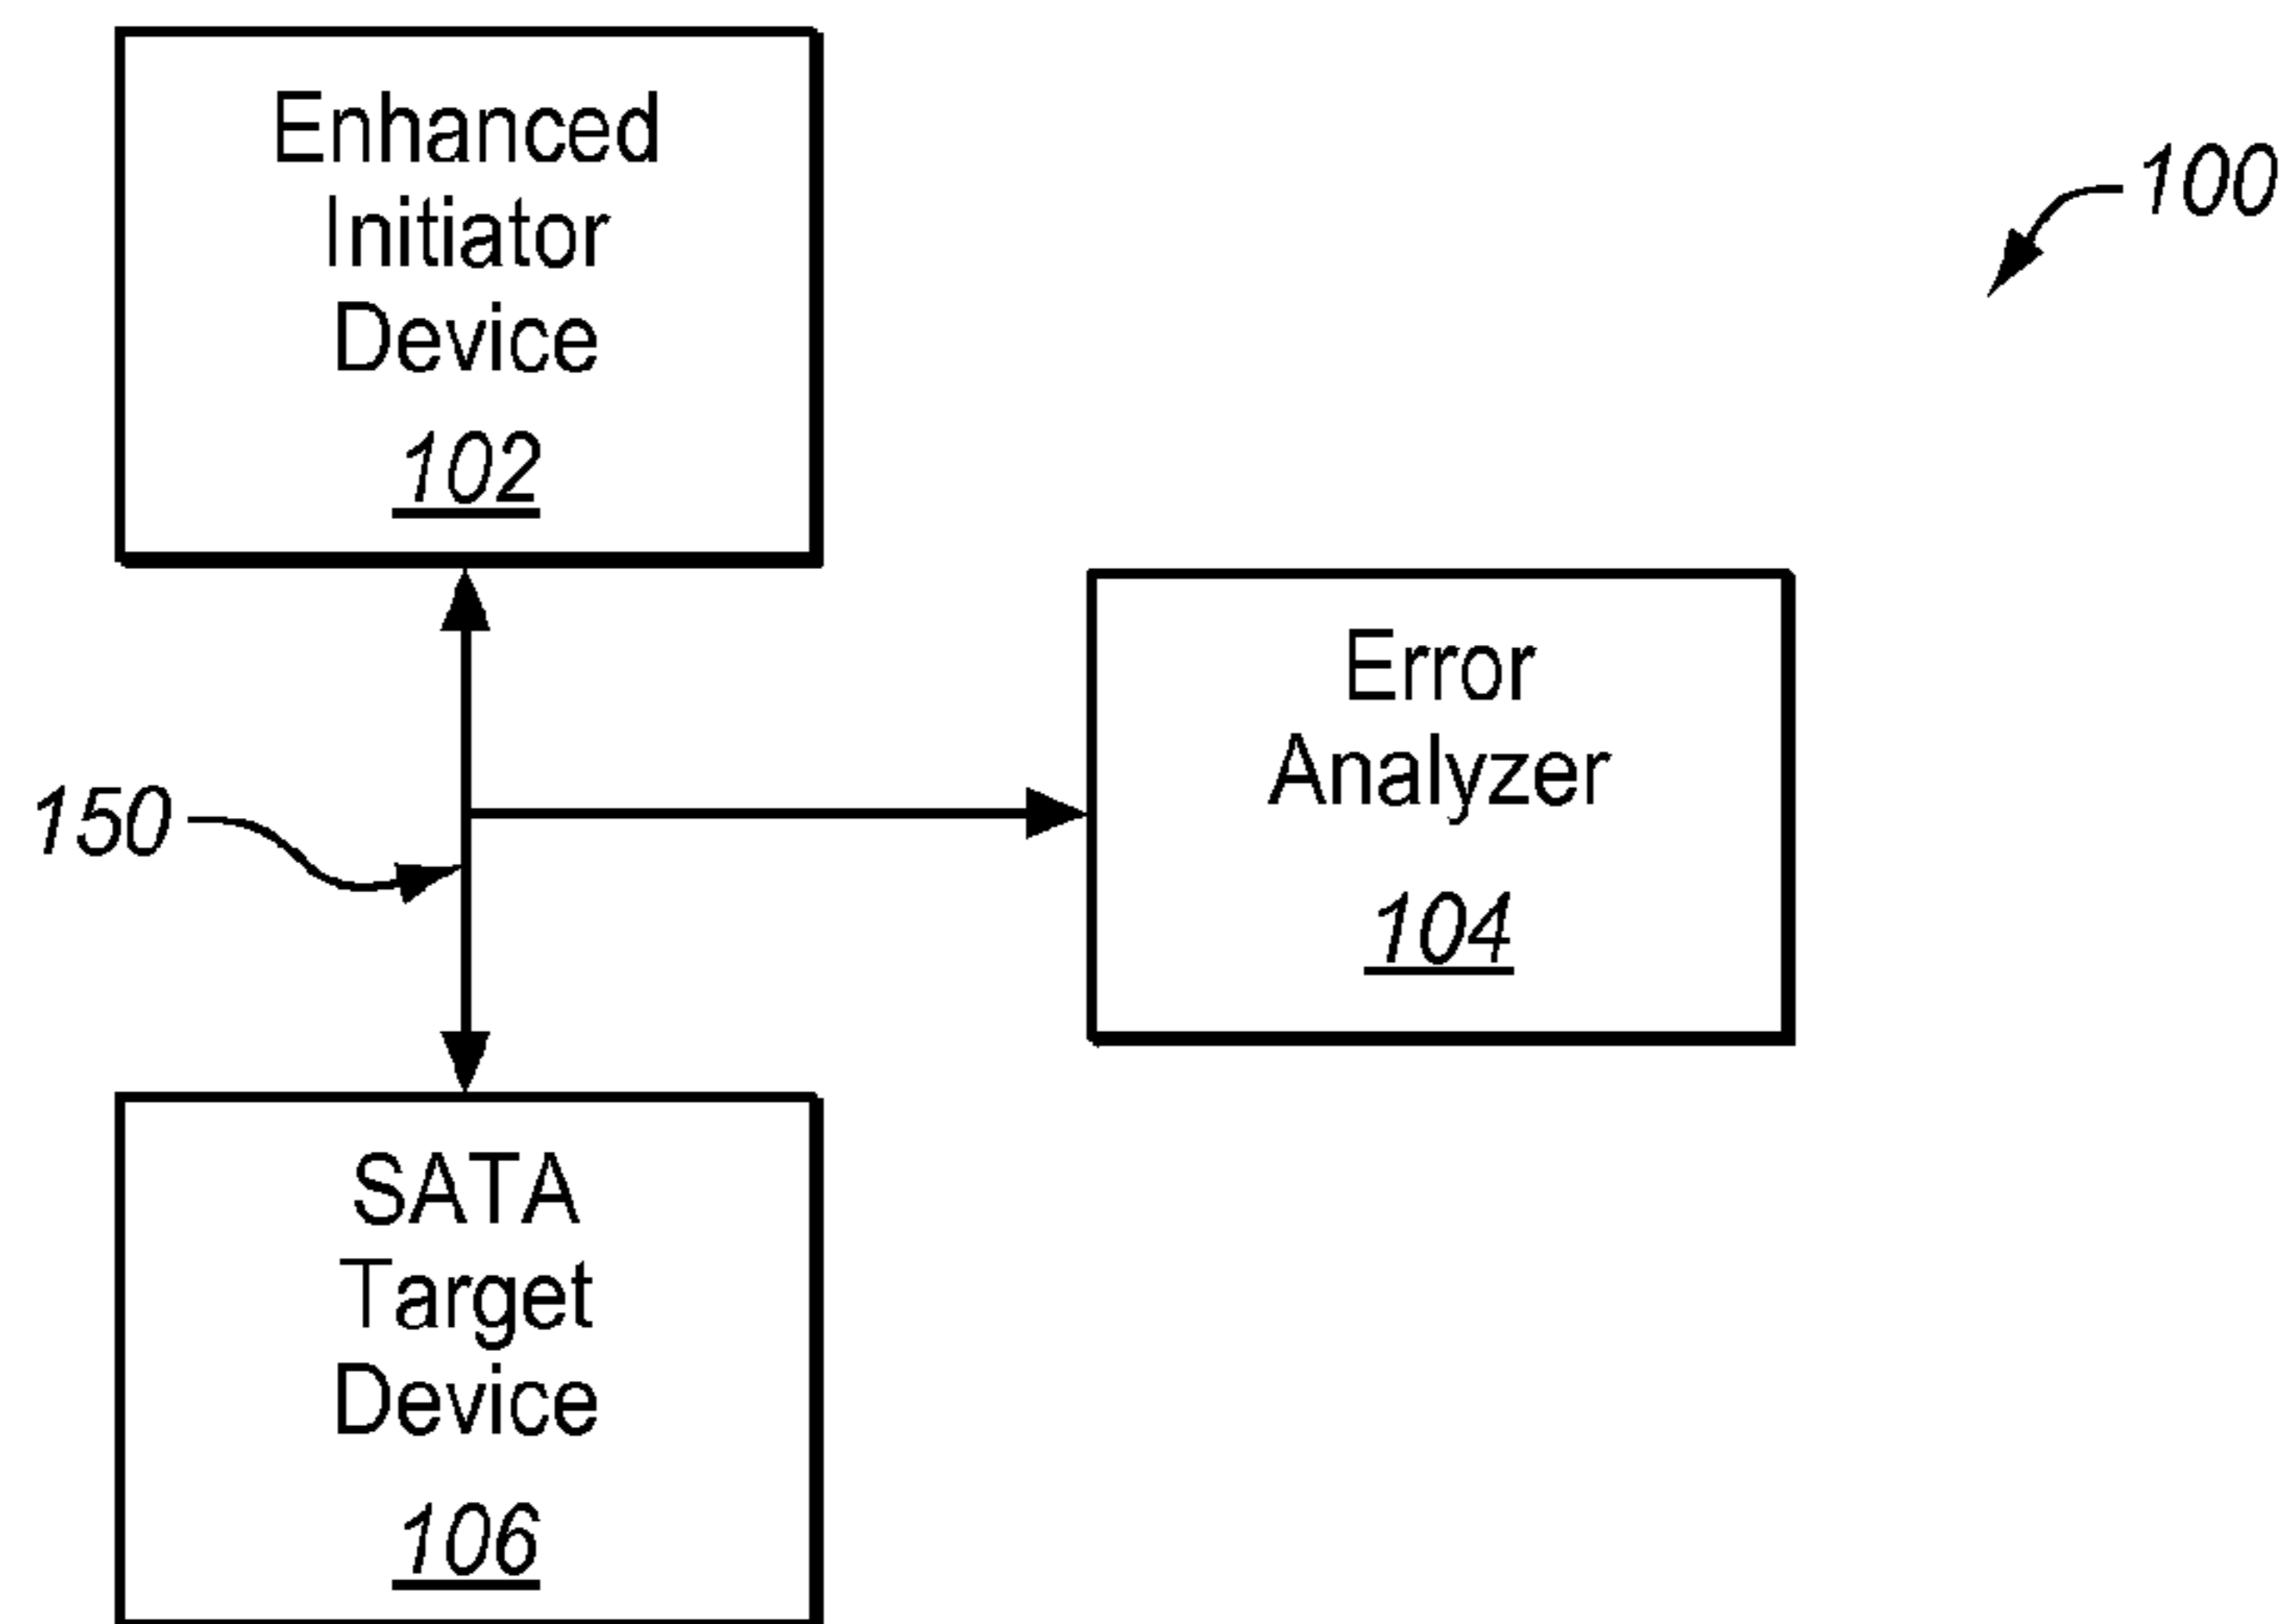 Enhanced
Initiator
Device
102
100
Error
Analyzer
104
150
SATA
Target
Device
106